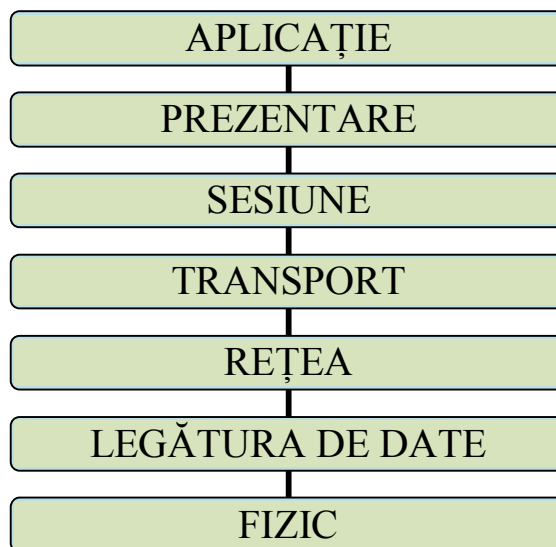 APLICAȚIE
PREZENTARE
SESIUNE
TRANSPORT
REȚEA
LEGĂTURA DE DATE
FIZIC